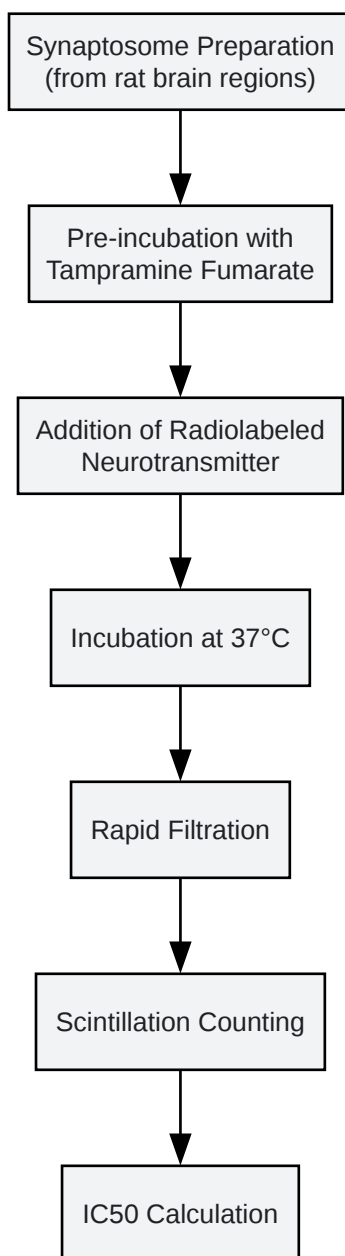 Synaptosome Preparation
(from rat brain regions)
Pre-incubation with
Tampramine Fumarate
Addition of Radiolabeled
Neurotransmitter
Incubation at 37°C
Rapid Filtration
Scintillation Counting
IC50 Calculation